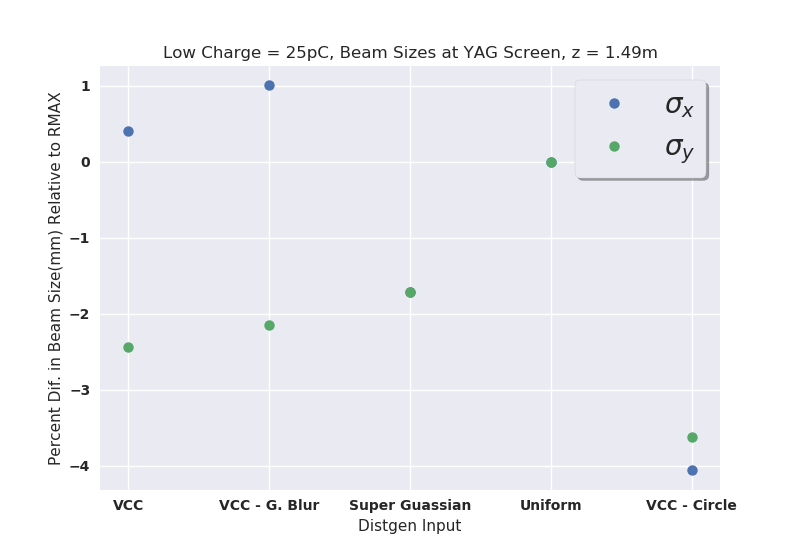 Low Charge = 25pC, Beam Sizes at YAG Screen, z = 1.49m
Percent Dif. in Beam Size(mm) Relative to RMAX
1
0
−1
−2
−3
−4
σx
σy
VCC
VCC - G. Blur
Super Guassian
Uniform
VCC - Circle
Distgen Input